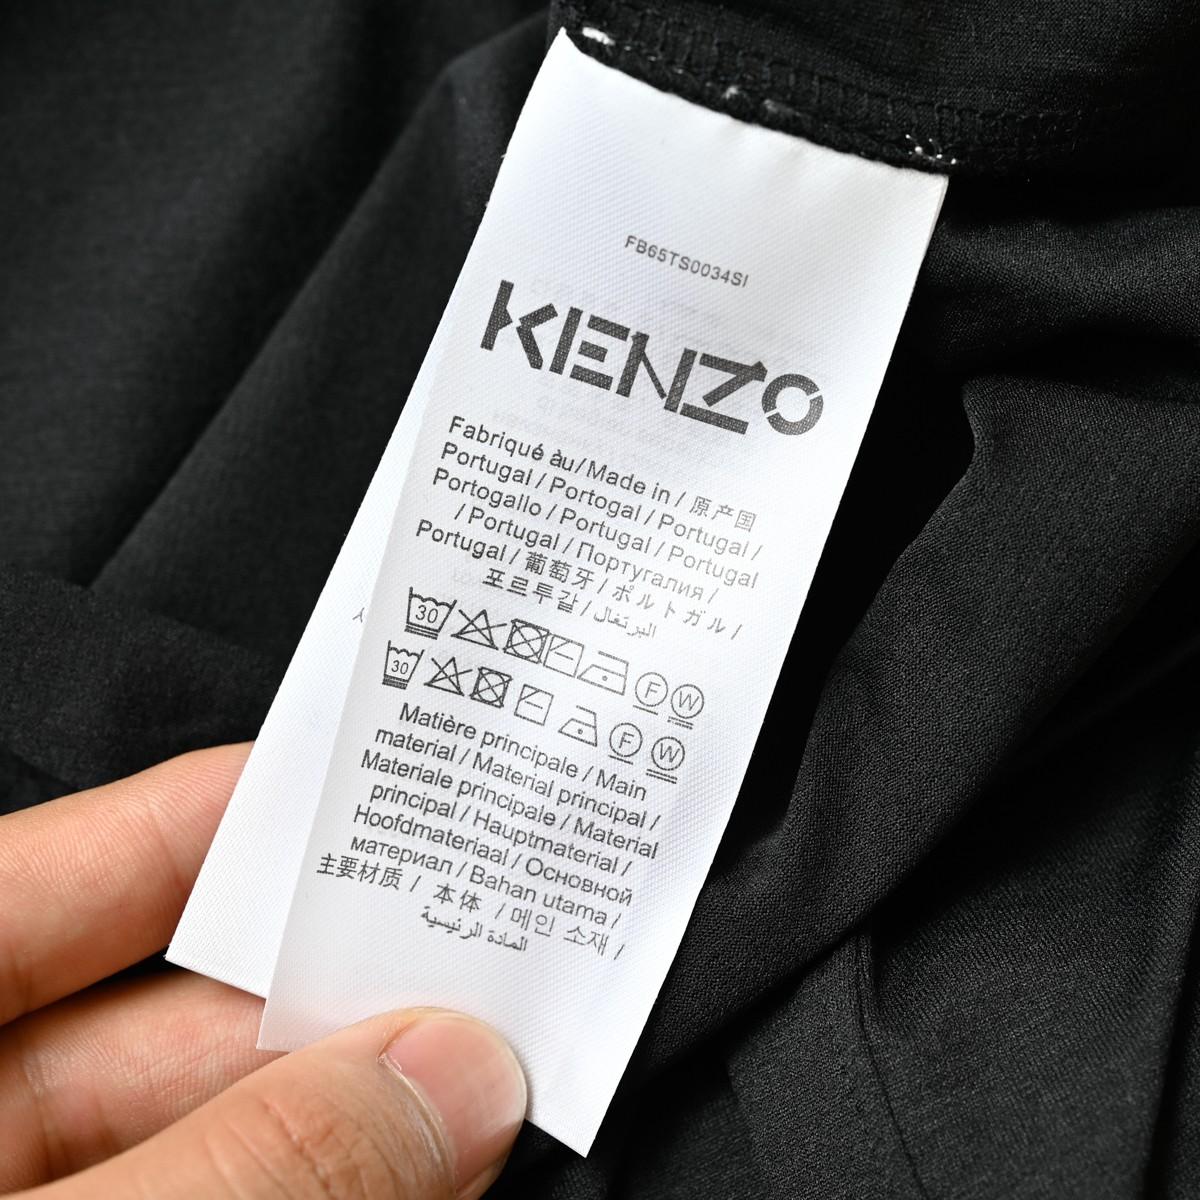 FB65TS0034SI
KENZO
Fabriqué àu / Made in / 原产国
Portugal / Portogal / Portugal /
Portogallo / Portugal / Portugal
/ Portugal / Португалия /
Portugal / 葡萄牙 / ポルトガル /
포르투갈 / البرتغال
30 F W
30 F W
Matière principale / Main
material / Material principal /
Materiale principale / Material
principal / Hauptmaterial /
Hoofdmateriaal / Основной
материал / Bahan utama /
主要材质 / 本体 / 메인 소재 /
المادة الرئيسية